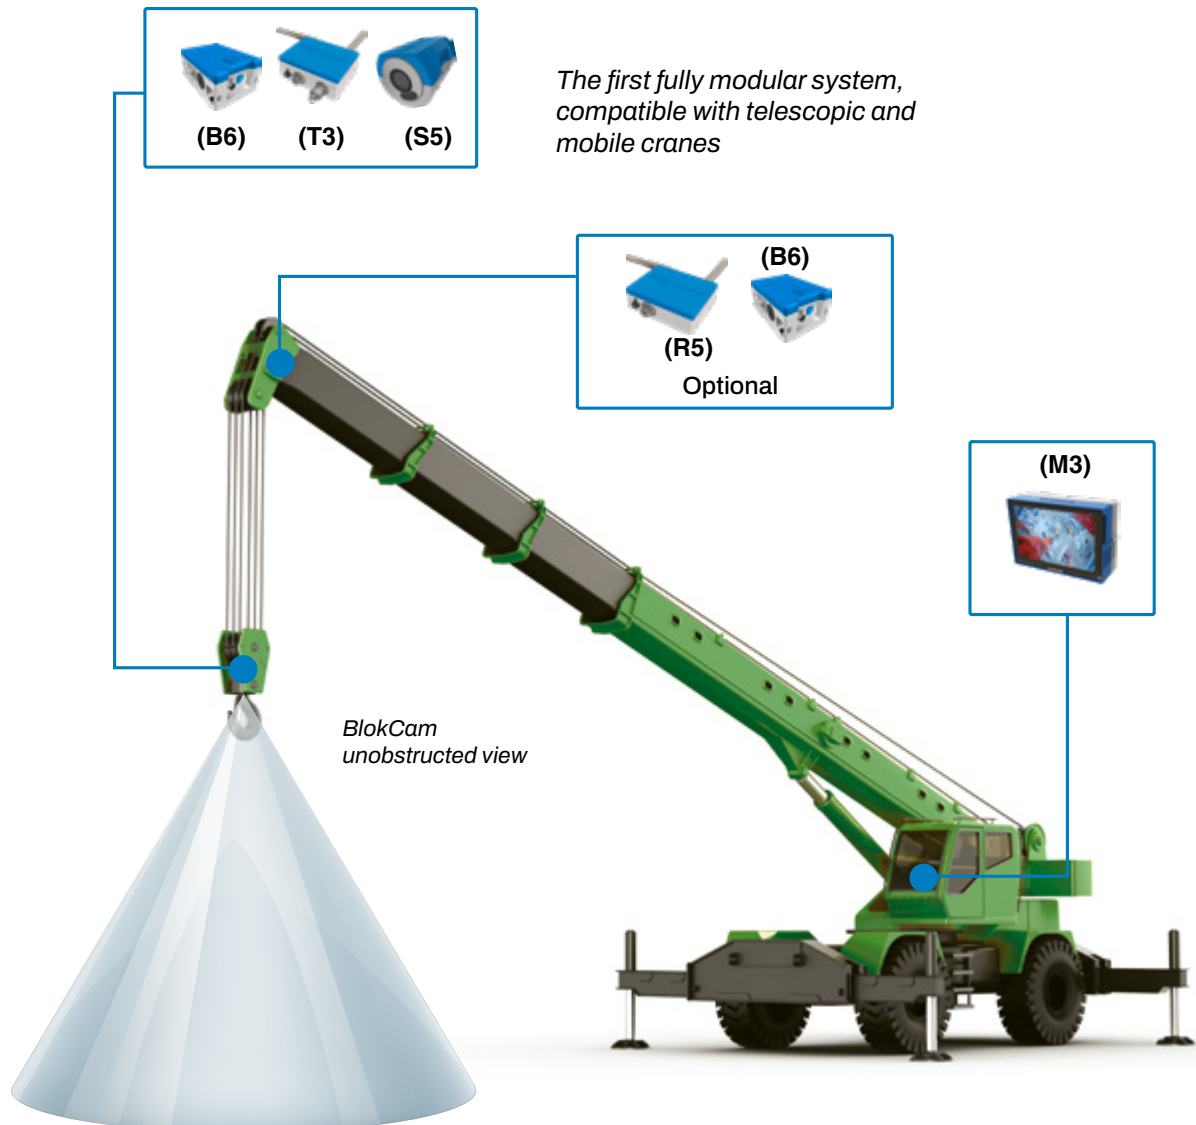 (B6) (T3) (S5)
The first fully modular system,
compatible with telescopic and
mobile cranes
(B6)
(R5)
Optional
(M3)
BlokCam
unobstructed view